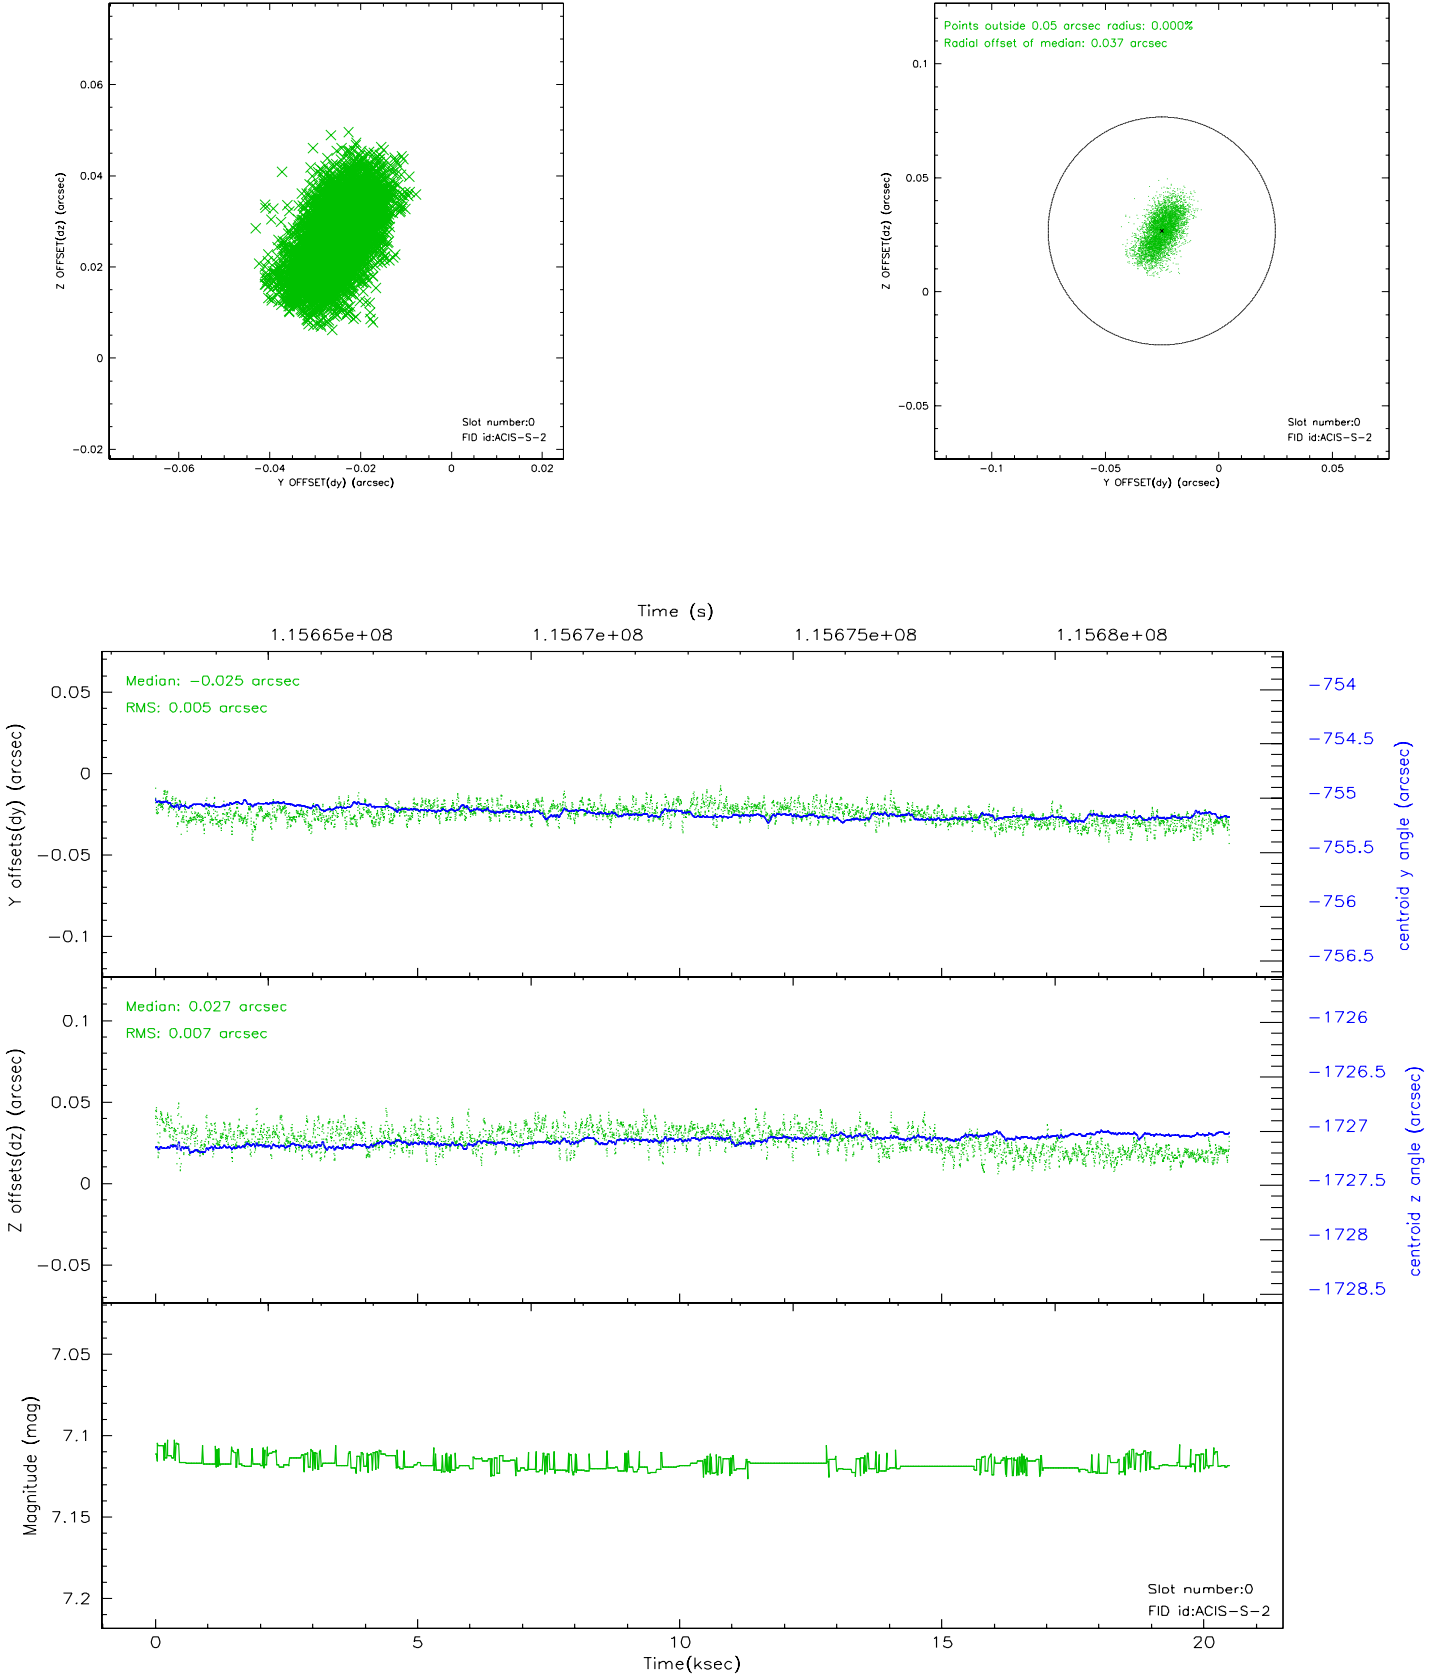 0.06
0.04
0.02
0
−0.02
Z OFFSET(dz) (arcsec)
Slot number:0
FID id:ACIS−S−2
−0.06 −0.04 −0.02 0 0.02
Y OFFSET(dy) (arcsec)
Points outside 0.05 arcsec radius: 0.000%
Radial offset of median: 0.037 arcsec
0.1
0.05
0
−0.05
Z OFFSET(dz) (arcsec)
Slot number:0
FID id:ACIS−S−2
−0.1 −0.05 0 0.05
Y OFFSET(dy) (arcsec)
Time (s)
1.15665e+08 1.1567e+08 1.15675e+08 1.1568e+08
Median: −0.025 arcsec
RMS: 0.005 arcsec
0.05
0
−0.05
−0.1
Y offsets(dy) (arcsec)
−754
−754.5
−755
−755.5
−756
−756.5
centroid y angle (arcsec)
Median: 0.027 arcsec
RMS: 0.007 arcsec
0.1
0.05
0
−0.05
Z offsets(dz) (arcsec)
−1726
−1726.5
−1727
−1727.5
−1728
−1728.5
centroid z angle (arcsec)
7.05
7.1
7.15
7.2
Magnitude (mag)
Slot number:0
FID id:ACIS−S−2
0 5 10 15 20
Time(ksec)